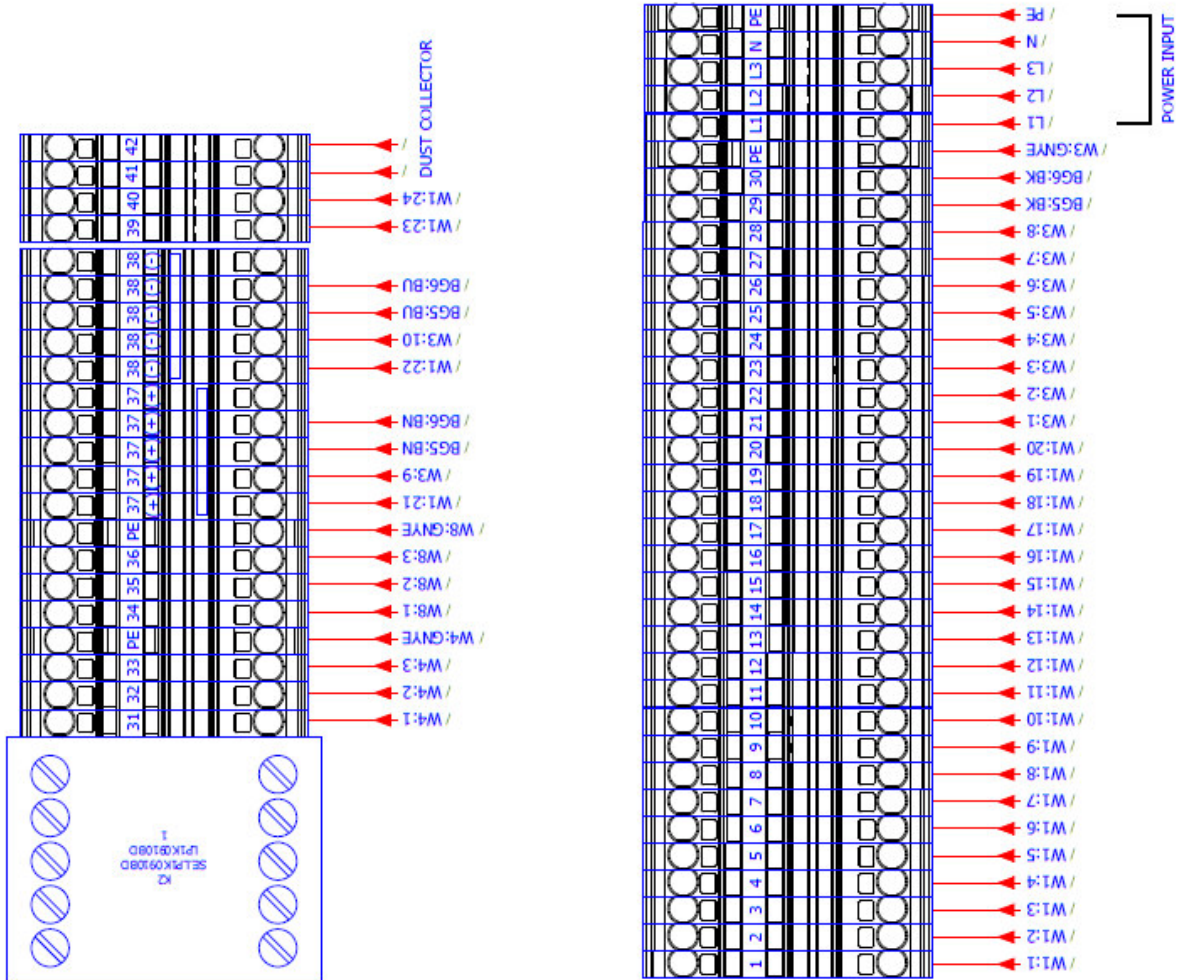 DUST COLLECTOR
42 /
41 /
40 W1:24 /
39 W1:23 /
38 (-)
38 (-) BG6:BU /
38 (-) BG5:BU /
38 (-) W3:10 /
38 (-) W1:22 /
37 (+)
37 (+) BG6:BN /
37 (+) BG5:BN /
37 (+) W3:9 /
37 (+) W1:21 /
PE W8:GNYE /
36 W8:3 /
35 W8:2 /
34 W8:1 /
PE W4:GNYE /
33 W4:3 /
32 W4:2 /
31 W4:1 /
K2
SELLP1K09108D
LP1K09108D
1
POWER INPUT
PE PE /
N N /
L3 L3 /
L2 L2 /
L1 L1 /
PE W3:GNYE /
30 BG6:BK /
29 BG5:BK /
28 W3:8 /
27 W3:7 /
26 W3:6 /
25 W3:5 /
24 W3:4 /
23 W3:3 /
22 W3:2 /
21 W3:1 /
20 W1:20 /
19 W1:19 /
18 W1:18 /
17 W1:17 /
16 W1:16 /
15 W1:15 /
14 W1:14 /
13 W1:13 /
12 W1:12 /
11 W1:11 /
10 W1:10 /
9 W1:9 /
8 W1:8 /
7 W1:7 /
6 W1:6 /
5 W1:5 /
4 W1:4 /
3 W1:3 /
2 W1:2 /
1 W1:1 /